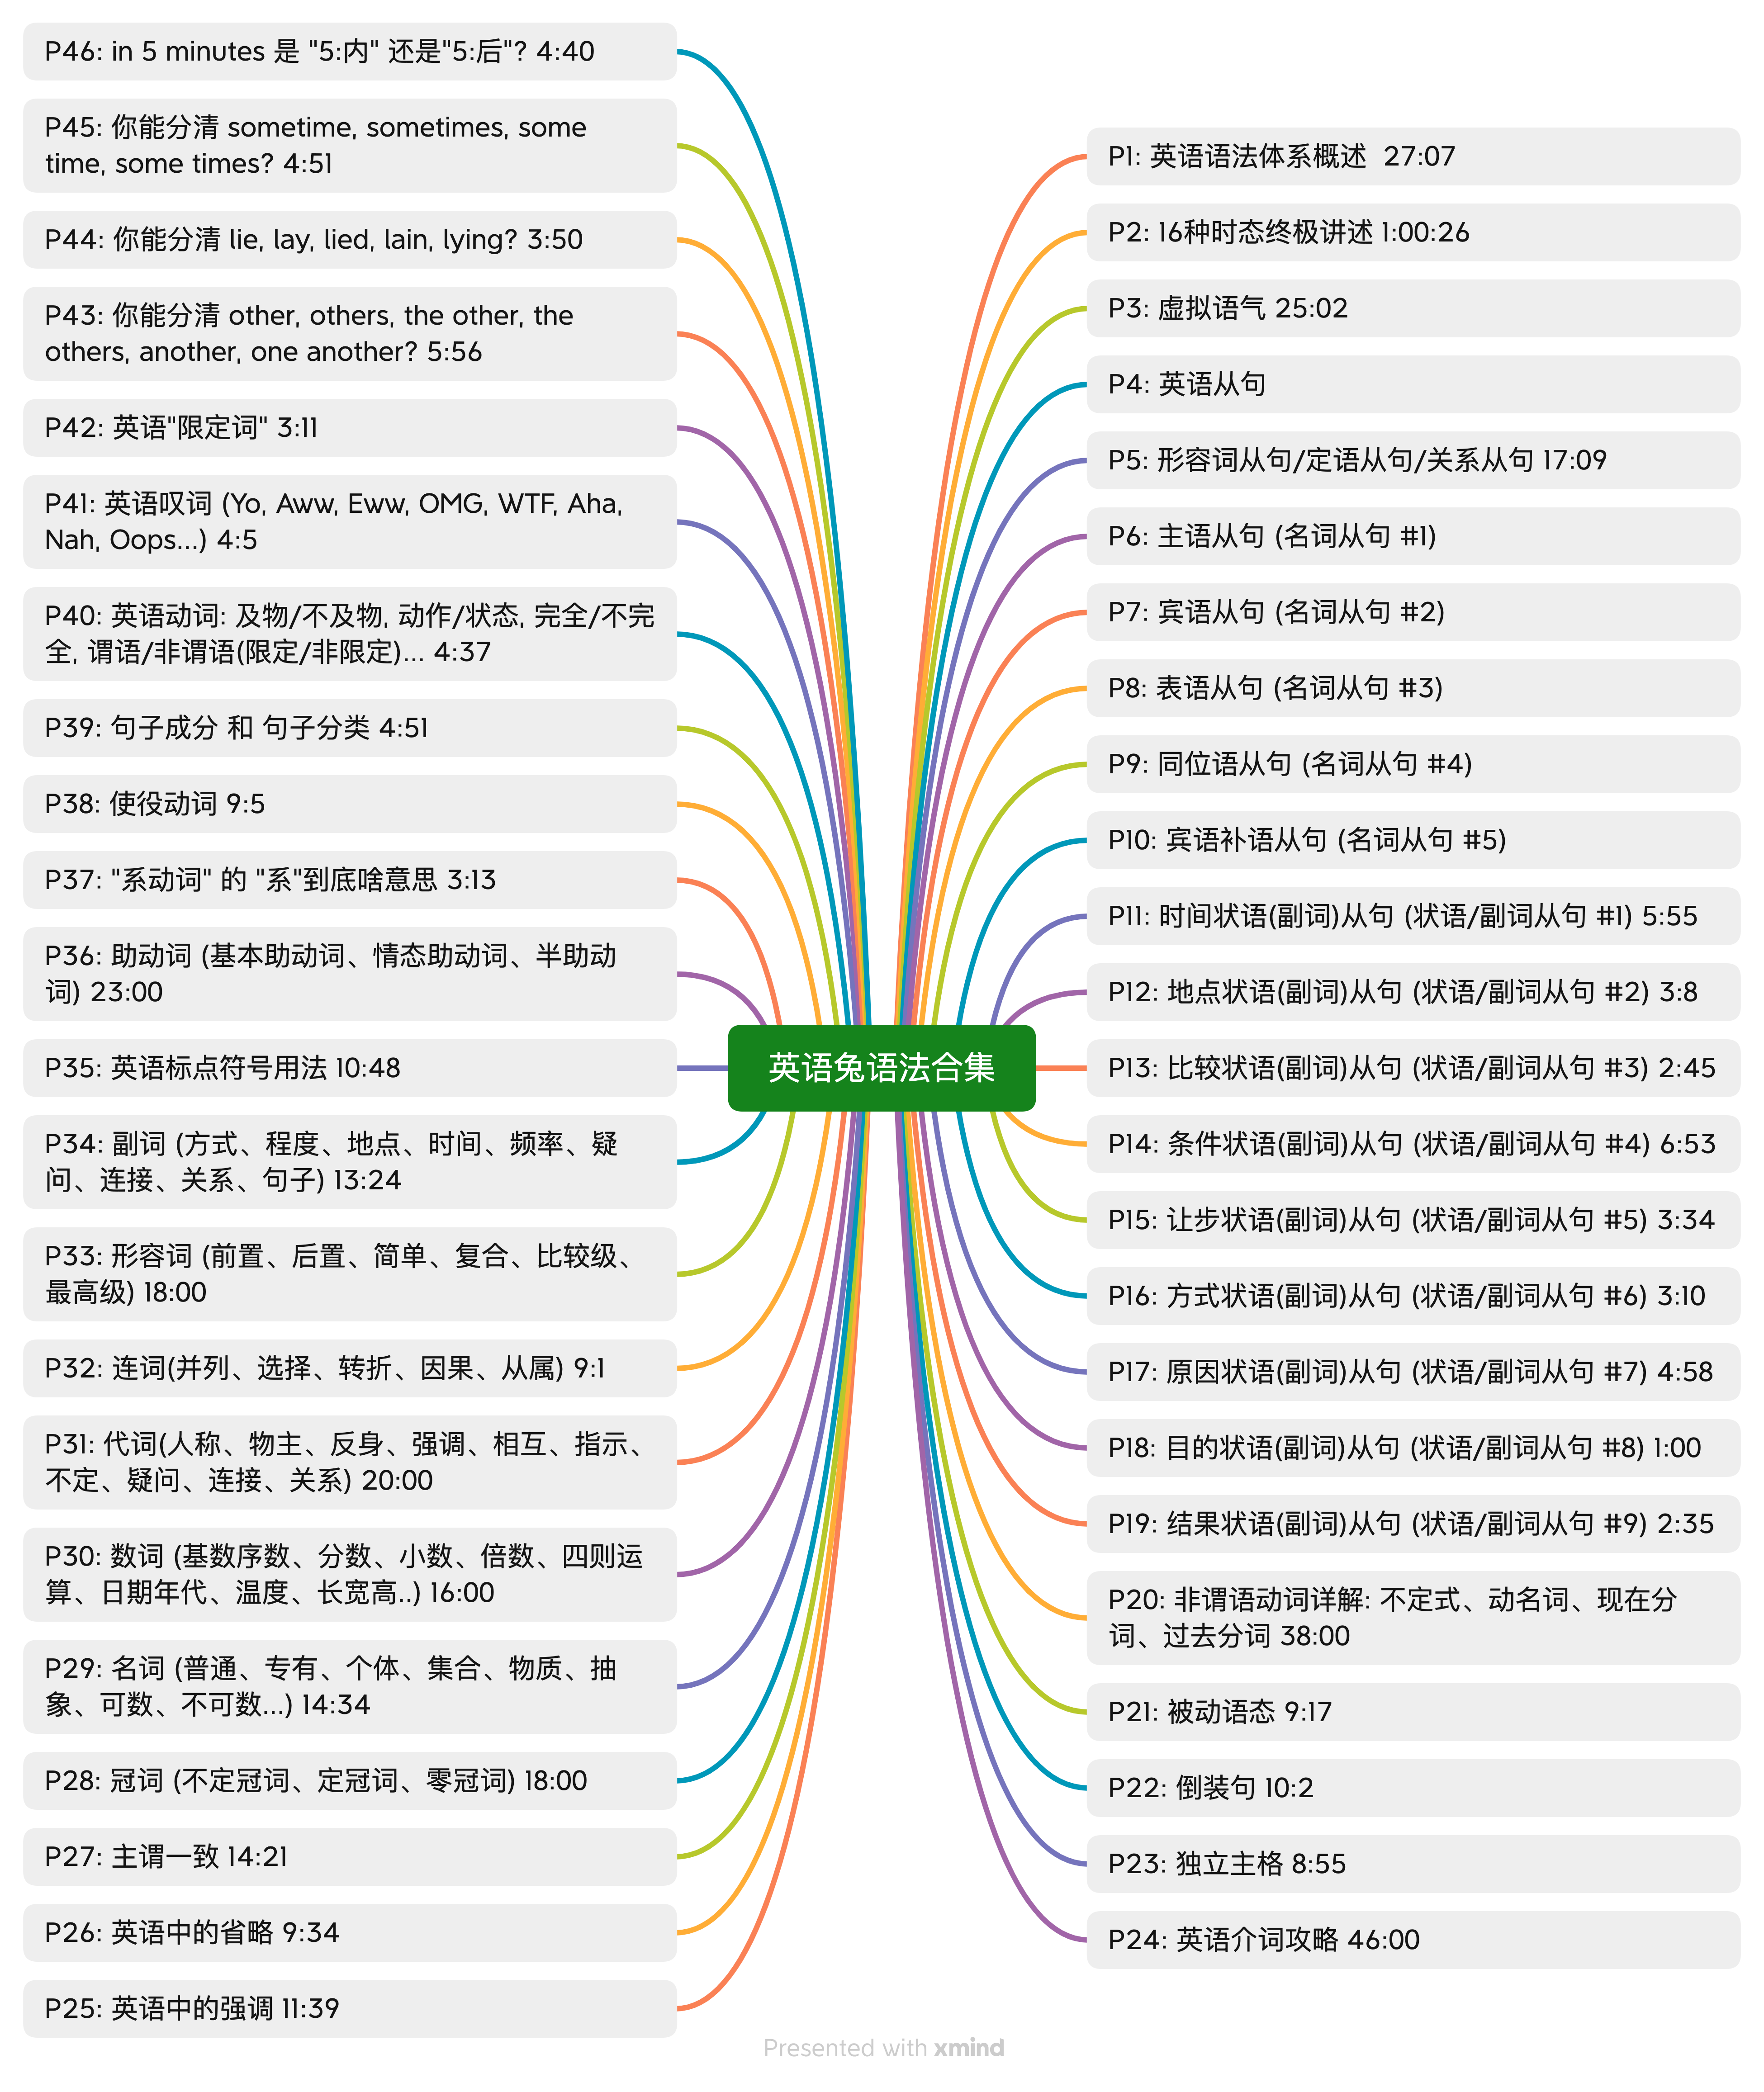 英语兔语法合集
P1: 英语语法体系概述  27:07
P2: 16种时态终极讲述 1:00:26
P3: 虚拟语气 25:02
P4: 英语从句
P5: 形容词从句/定语从句/关系从句 17:09
P6: 主语从句 (名词从句 #1)
P7: 宾语从句 (名词从句 #2)
P8: 表语从句 (名词从句 #3)
P9: 同位语从句 (名词从句 #4)
P10: 宾语补语从句 (名词从句 #5)
P11: 时间状语(副词)从句 (状语/副词从句 #1) 5:55
P12: 地点状语(副词)从句 (状语/副词从句 #2) 3:8
P13: 比较状语(副词)从句 (状语/副词从句 #3) 2:45
P14: 条件状语(副词)从句 (状语/副词从句 #4) 6:53
P15: 让步状语(副词)从句 (状语/副词从句 #5) 3:34
P16: 方式状语(副词)从句 (状语/副词从句 #6) 3:10
P17: 原因状语(副词)从句 (状语/副词从句 #7) 4:58
P18: 目的状语(副词)从句 (状语/副词从句 #8) 1:00
P19: 结果状语(副词)从句 (状语/副词从句 #9) 2:35
P20: 非谓语动词详解: 不定式、动名词、现在分
词、过去分词 38:00
P21: 被动语态 9:17
P22: 倒装句 10:2
P23: 独立主格 8:55
P24: 英语介词攻略 46:00
P46: in 5 minutes 是 "5:内" 还是"5:后"? 4:40
P45: 你能分清 sometime, sometimes, some
time, some times? 4:51
P44: 你能分清 lie, lay, lied, lain, lying? 3:50
P43: 你能分清 other, others, the other, the
others, another, one another? 5:56
P42: 英语"限定词" 3:11
P41: 英语叹词 (Yo, Aww, Eww, OMG, WTF, Aha,
Nah, Oops...) 4:5
P40: 英语动词: 及物/不及物, 动作/状态, 完全/不完
全, 谓语/非谓语(限定/非限定)... 4:37
P39: 句子成分 和 句子分类 4:51
P38: 使役动词 9:5
P37: "系动词" 的 "系"到底啥意思 3:13
P36: 助动词 (基本助动词、情态助动词、半助动
词) 23:00
P35: 英语标点符号用法 10:48
P34: 副词 (方式、程度、地点、时间、频率、疑
问、连接、关系、句子) 13:24
P33: 形容词 (前置、后置、简单、复合、比较级、
最高级) 18:00
P32: 连词(并列、选择、转折、因果、从属) 9:1
P31: 代词(人称、物主、反身、强调、相互、指示、
不定、疑问、连接、关系) 20:00
P30: 数词 (基数序数、分数、小数、倍数、四则运
算、日期年代、温度、长宽高..) 16:00
P29: 名词 (普通、专有、个体、集合、物质、抽
象、可数、不可数...) 14:34
P28: 冠词 (不定冠词、定冠词、零冠词) 18:00
P27: 主谓一致 14:21
P26: 英语中的省略 9:34
P25: 英语中的强调 11:39
Presented with xmind